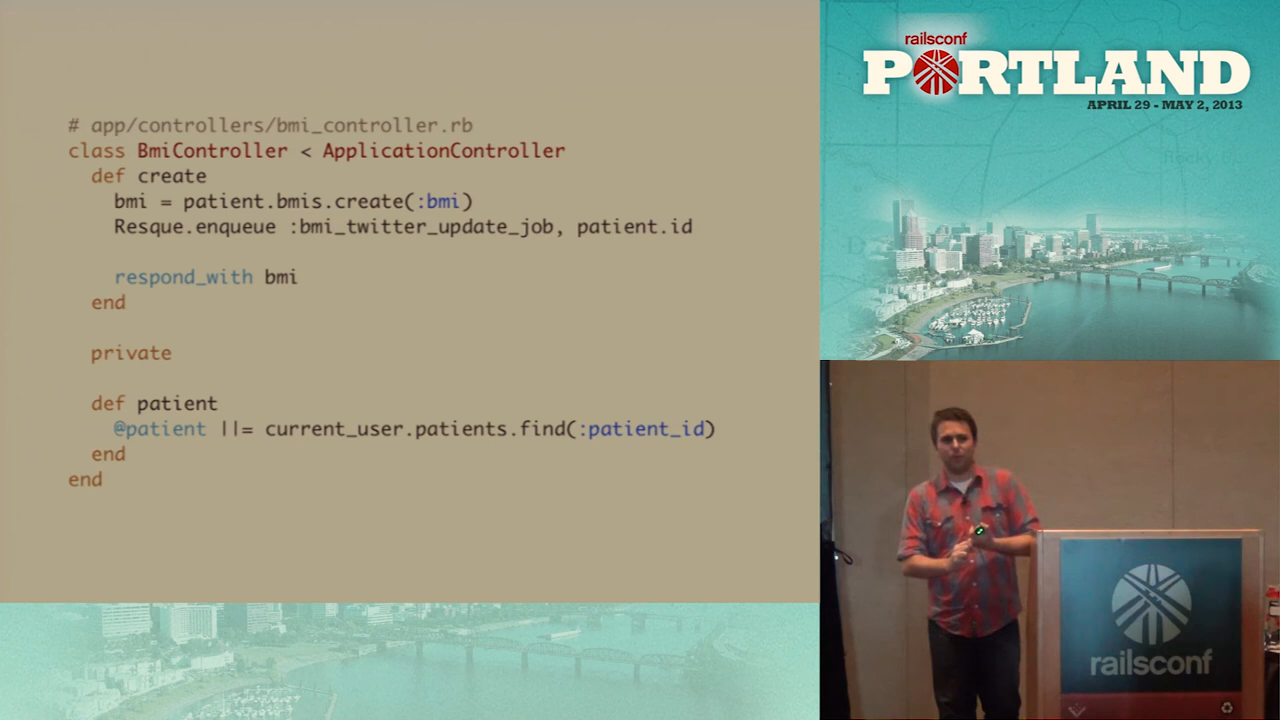 # app/controllers/bmi_controller.rb
class BmiController < ApplicationController
def create
bmi = patient.bmis.create(:bmi)
Resque.enqueue :bmi_twitter_update_job, patient.id
respond_with bmi
end
private
def patient
@patient ||= current_user.patients.find(:patient_id)
end
end
railsconf
PORTLAND
APRIL 29 - MAY 2, 2013
railsconf